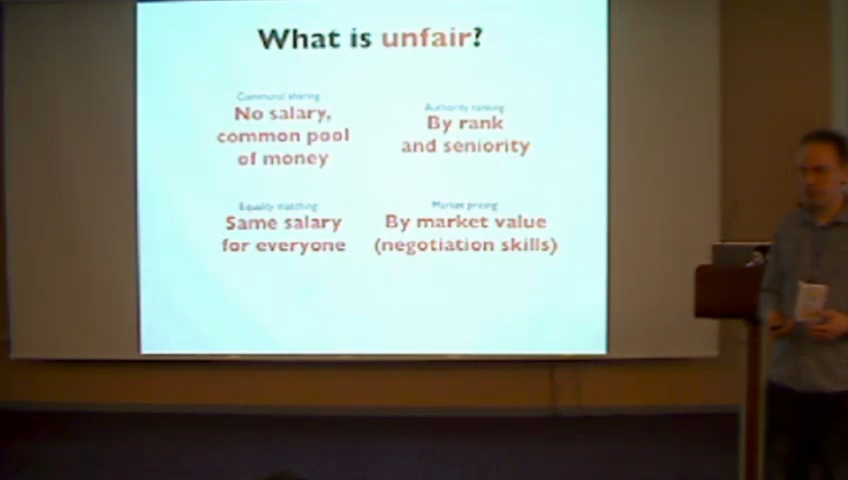 What is unfair?
Communal sharing
No salary,
common pool
of money
Authority ranking
By rank
and seniority
Equality matching
Same salary
for everyone
Market pricing
By market value
(negotiation skills)